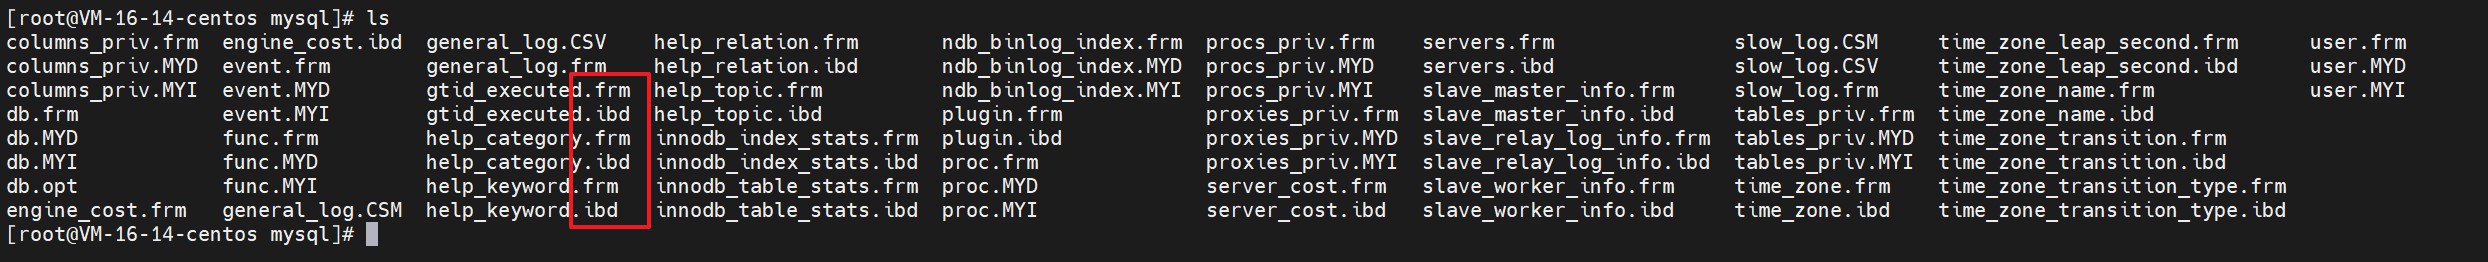 [root@VM-16-14-centos mysql]# ls
columns_priv.frm  engine_cost.ibd  general_log.CSV   help_relation.frm       ndb_binlog_index.frm  procs_priv.frm    servers.frm              slow_log.CSM     time_zone_leap_second.frm      user.frm
columns_priv.MYD  event.frm        general_log.frm   help_relation.ibd       ndb_binlog_index.MYD  procs_priv.MYD    servers.ibd              slow_log.CSV     time_zone_leap_second.ibd      user.MYD
columns_priv.MYI  event.MYD        gtid_executed.frm help_topic.frm          ndb_binlog_index.MYI  procs_priv.MYI    slave_master_info.frm    slow_log.frm     time_zone_name.frm             user.MYI
db.frm            event.MYI        gtid_executed.ibd help_topic.ibd          plugin.frm            proxies_priv.frm  slave_master_info.ibd    tables_priv.frm  time_zone_name.ibd
db.MYD            func.frm         help_category.frm innodb_index_stats.frm  plugin.ibd            proxies_priv.MYD  slave_relay_log_info.frm tables_priv.MYD  time_zone_transition.frm
db.MYI            func.MYD         help_category.ibd innodb_index_stats.ibd  proc.frm              proxies_priv.MYI  slave_relay_log_info.ibd tables_priv.MYI  time_zone_transition.ibd
db.opt            func.MYI         help_keyword.frm  innodb_table_stats.frm  proc.MYD              server_cost.frm   slave_worker_info.frm    time_zone.frm    time_zone_transition_type.frm
engine_cost.frm   general_log.CSM  help_keyword.ibd  innodb_table_stats.ibd  proc.MYI              server_cost.ibd   slave_worker_info.ibd    time_zone.ibd    time_zone_transition_type.ibd
[root@VM-16-14-centos mysql]#